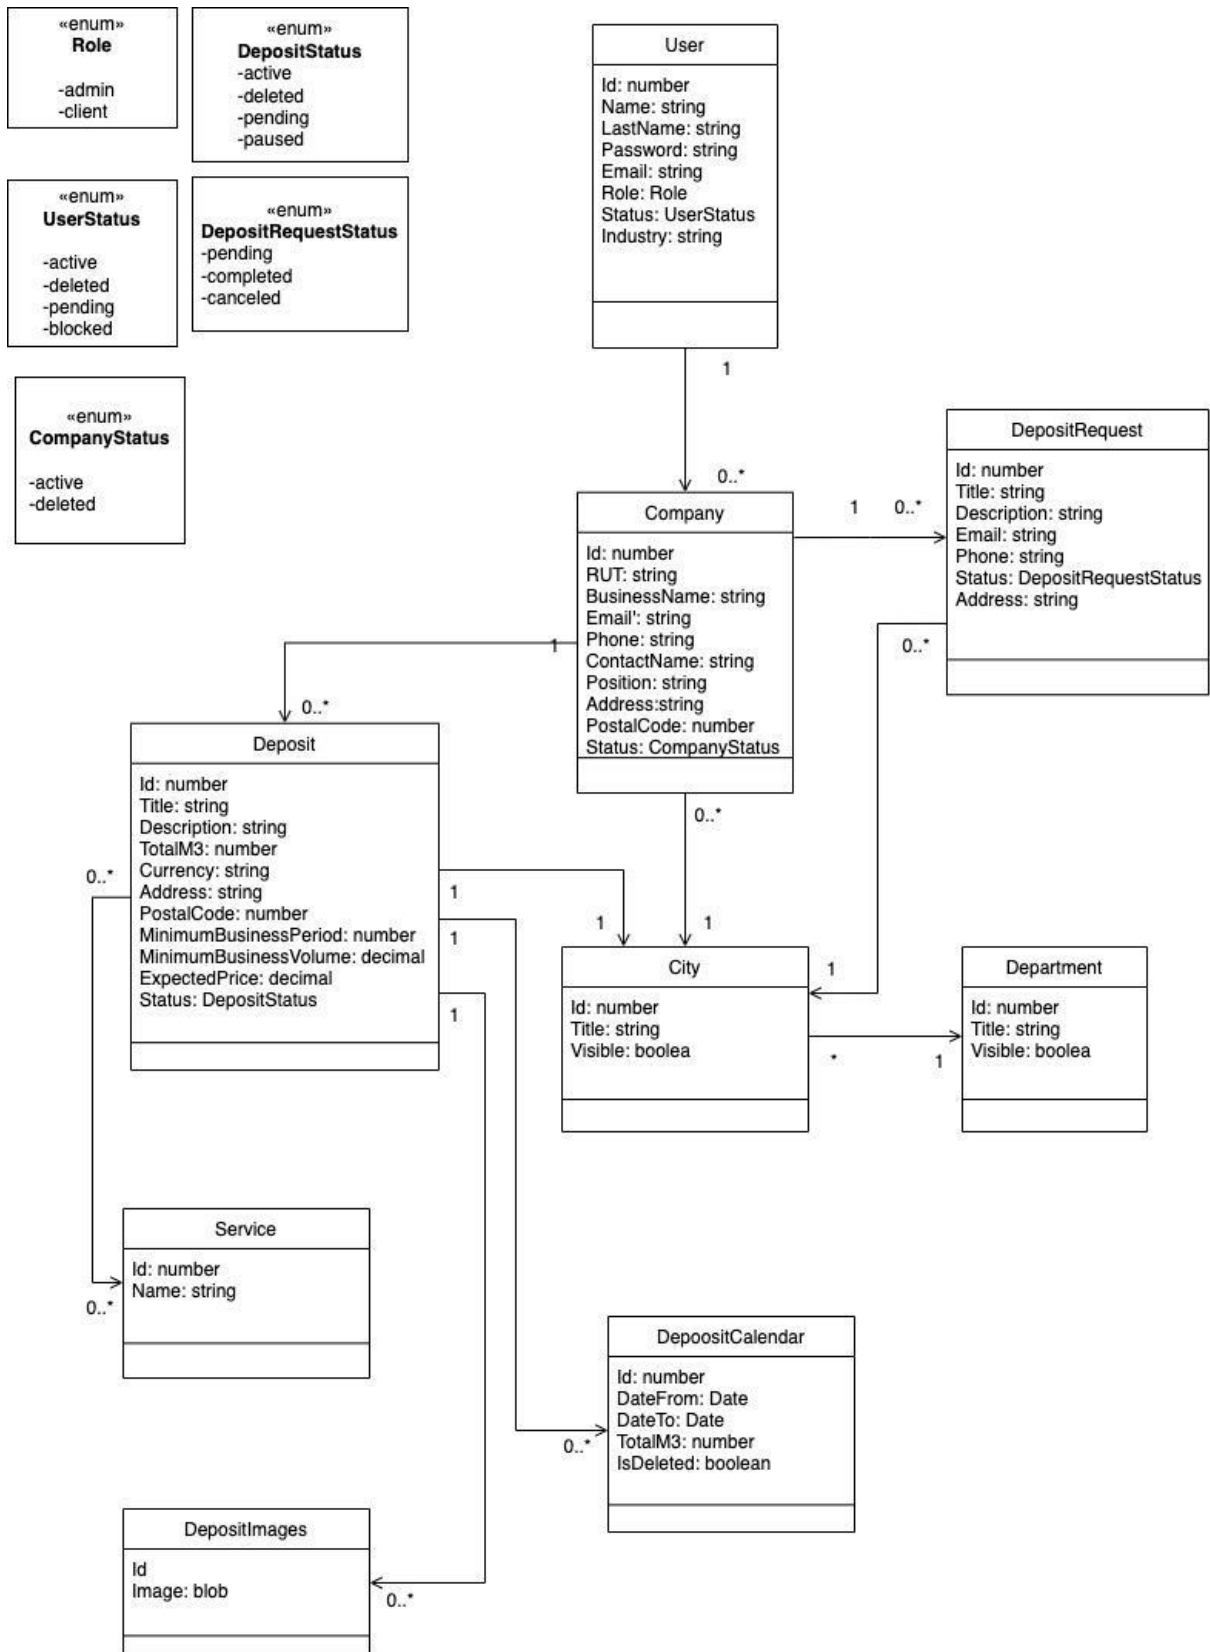 «enum»
Role
-admin
-client
«enum»
DepositStatus
-active
-deleted
-pending
-paused
«enum»
UserStatus
-active
-deleted
-pending
-blocked
«enum»
DepositRequestStatus
-pending
-completed
-canceled
«enum»
CompanyStatus
-active
-deleted
User
Id: number
Name: string
LastName: string
Password: string
Email: string
Role: Role
Status: UserStatus
Industry: string
1
0..*
Company
Id: number
RUT: string
BusinessName: string
Email': string
Phone: string
ContactName: string
Position: string
Address:string
PostalCode: number
Status: CompanyStatus
1 0..*
DepositRequest
Id: number
Title: string
Description: string
Email: string
Phone: string
Status: DepositRequestStatus
Address: string
0..*
1
0..*
Deposit
Id: number
Title: string
Description: string
TotalM3: number
Currency: string
Address: string
PostalCode: number
MinimumBusinessPeriod: number
MinimumBusinessVolume: decimal
ExpectedPrice: decimal
Status: DepositStatus
0..*
0..*
1
1
1
1
1
City
Id: number
Title: string
Visible: boolea
1
* 1
Department
Id: number
Title: string
Visible: boolea
Service
Id: number
Name: string
0..*
DepoositCalendar
Id: number
DateFrom: Date
DateTo: Date
TotalM3: number
IsDeleted: boolean
0..*
DepositImages
Id
Image: blob
0..*